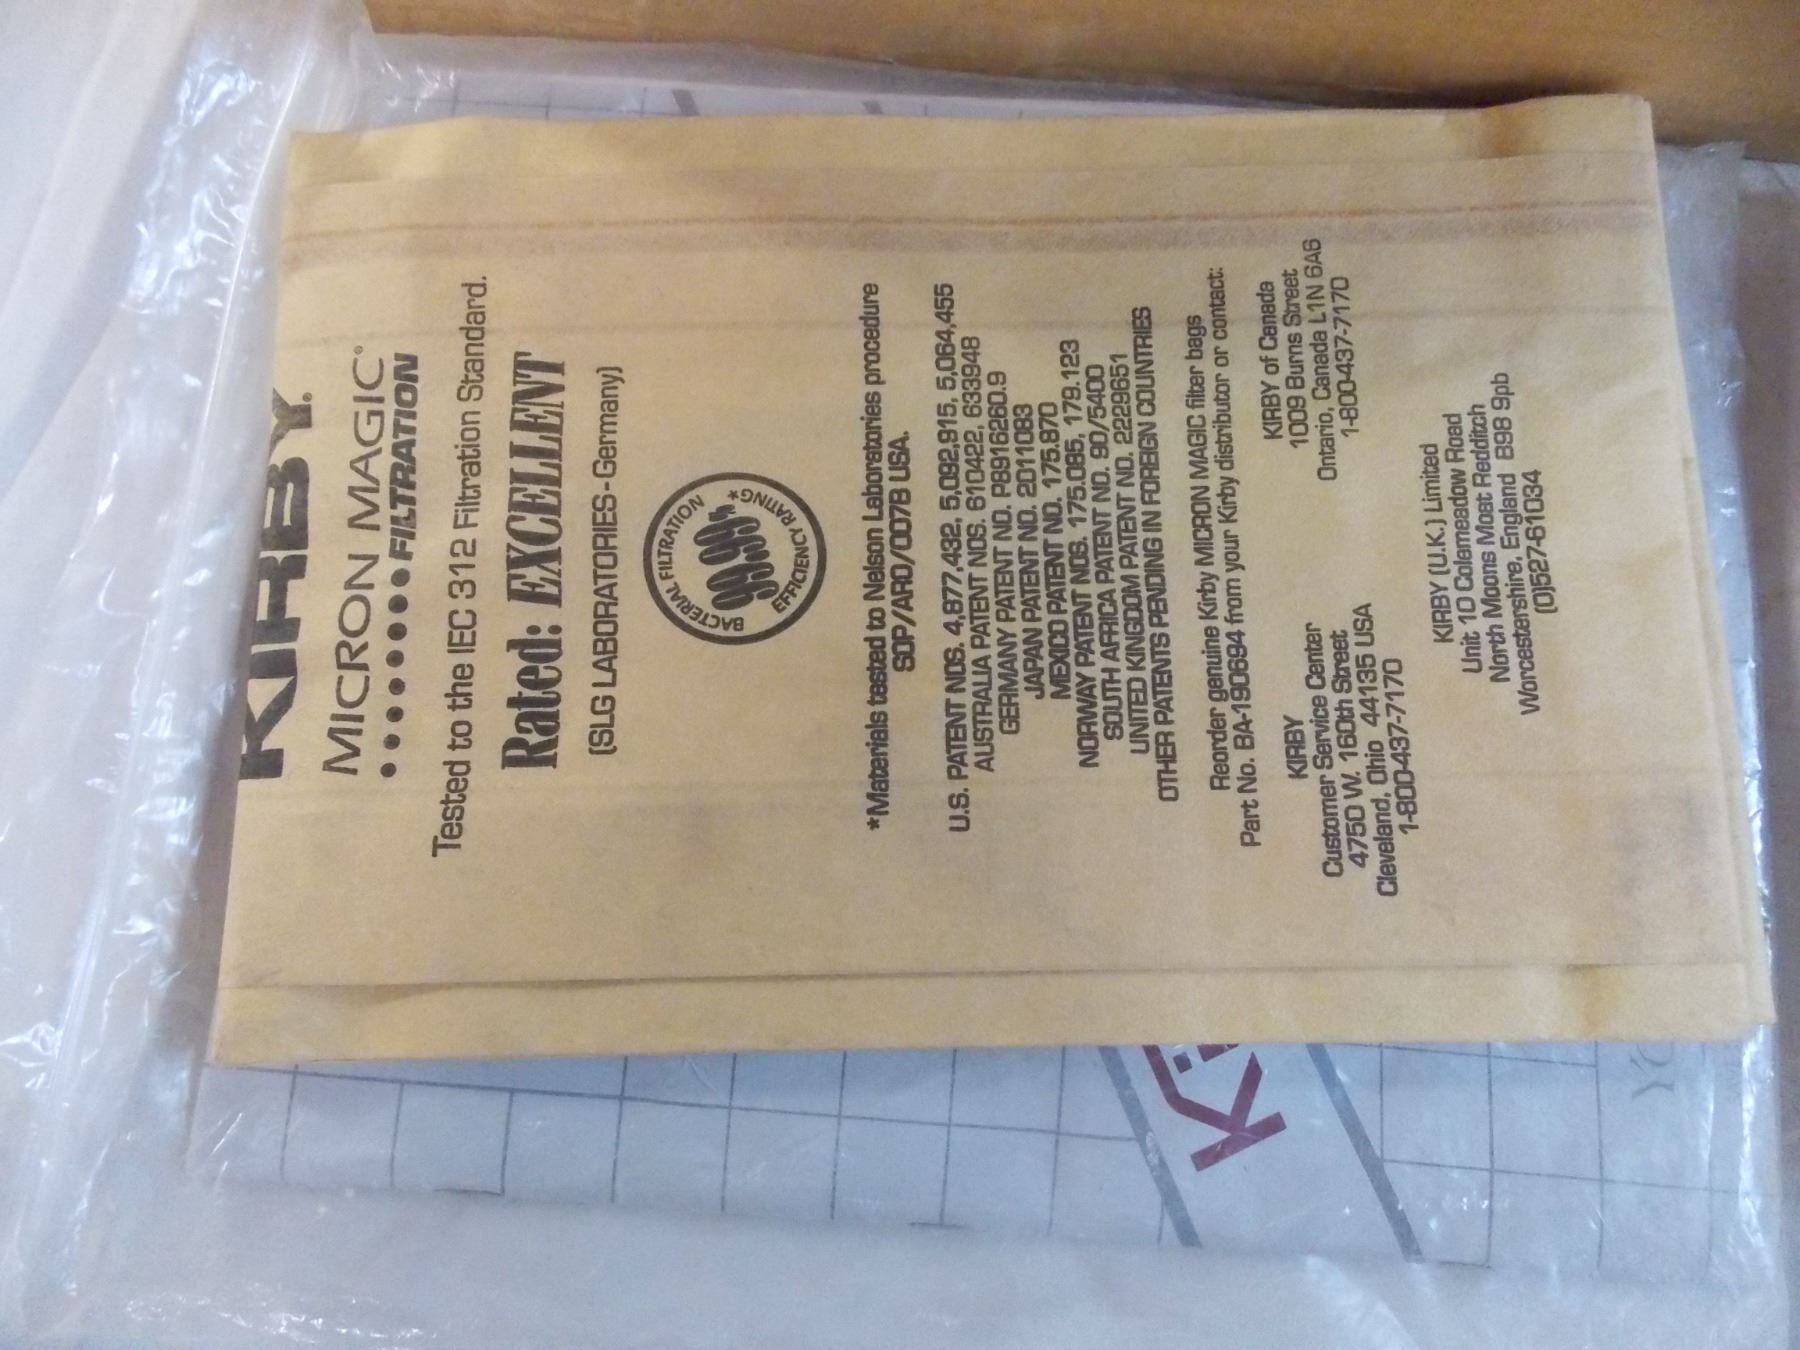 KIRBY.
MICRON MAGIC®
FILTRATION
Tested to the IEC 312 Filtration Standard.
Rated: EXCELLENT
(SLG LABORATORIES-Germany)
BACTERIAL FILTRATION
99.99%
EFFICIENCY RATING*
*Materials tested to Nelson Laboratories procedure
SOP/ARO/007B USA.
U.S. PATENT NOS. 4,877,432, 5,092,915, 5,064,455
AUSTRALIA PATENT NOS. 610422, 633948
GERMANY PATENT NO. P8916260.9
JAPAN PATENT NO. 2011083
MEXICO PATENT NO. 175.870
NORWAY PATENT NOS. 175.085, 179.123
SOUTH AFRICA PATENT NO. 90/5400
UNITED KINGDOM PATENT NO. 2229651
OTHER PATENTS PENDING IN FOREIGN COUNTRIES
Reorder genuine Kirby MICRON MAGIC filter bags
Part No. BA-190694 from your Kirby distributor or contact:
KIRBY
Customer Service Center
4750 W. 160th Street
Cleveland, Ohio 44135 USA
1-800-437-7170
KIRBY of Canada
1009 Burns Street
Ontario, Canada L1N 6A6
1-800-437-7170
KIRBY (U.K.) Limited
Unit 10 Colemeadow Road
North Moons Moat Redditch
Worcestershire, England B98 9pb
(0)527-61034